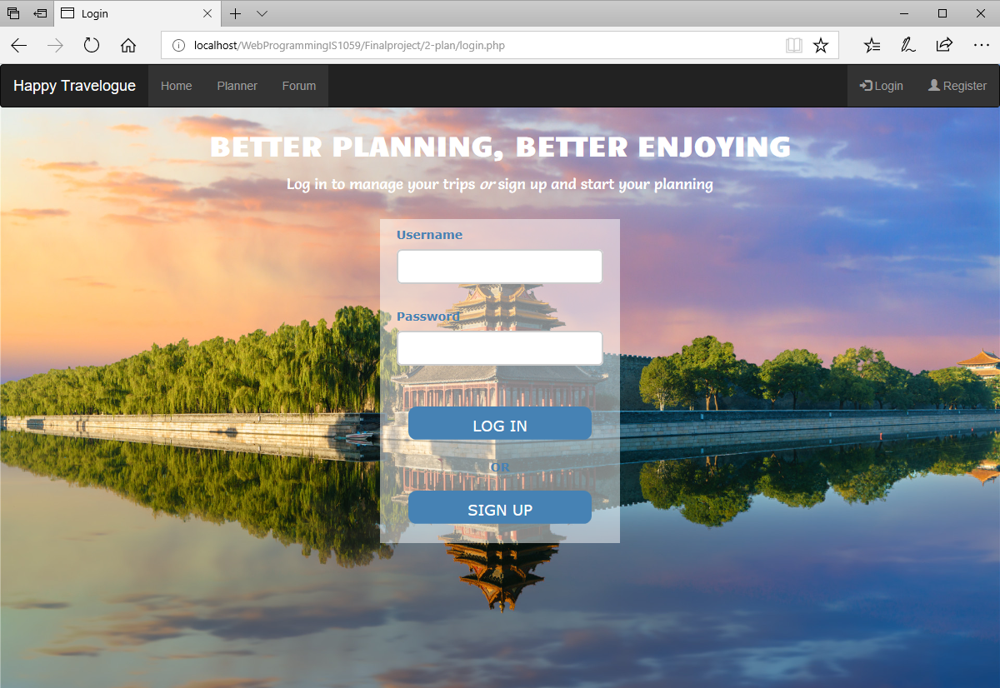 Login
localhost/WebProgrammingIS1059/Finalproject/2-plan/login.php
Happy Travelogue Home Planner Forum Login Register
BETTER PLANNING, BETTER ENJOYING
Log in to manage your trips or sign up and start your planning
Username
Password
LOG IN
OR
SIGN UP